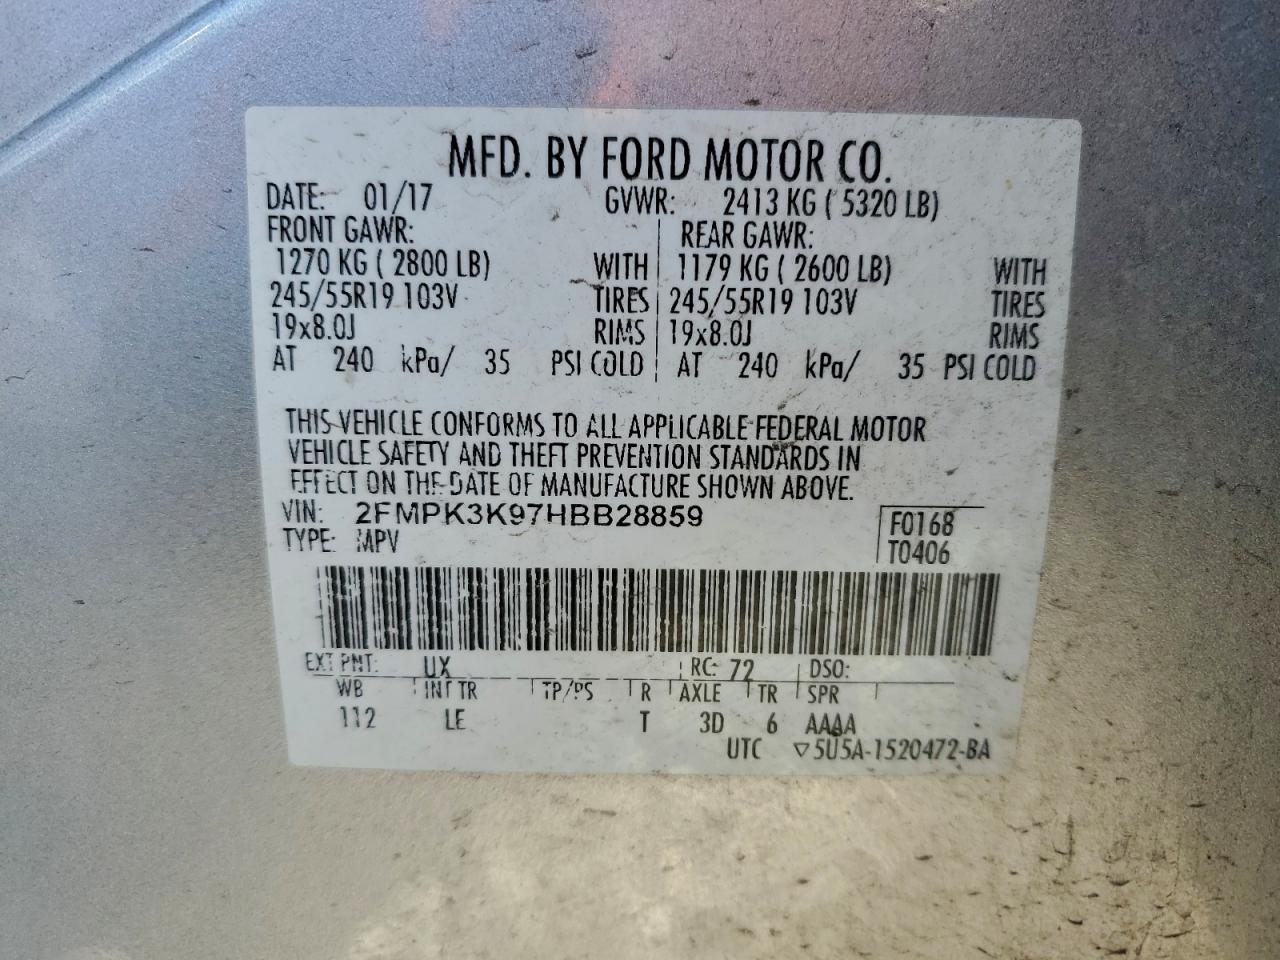 MFD. BY FORD MOTOR CO.
DATE: 01/17 GVWR: 2413 KG ( 5320 LB)
FRONT GAWR: REAR GAWR:
1270 KG ( 2800 LB) WITH 1179 KG ( 2600 LB) WITH
245/55R19 103V TIRES 245/55R19 103V TIRES
19x8.0J RIMS 19x8.0J RIMS
AT 240 kPa/ 35 PSI COLD AT 240 kPa/ 35 PSI COLD
THIS VEHICLE CONFORMS TO ALL APPLICABLE FEDERAL MOTOR
VEHICLE SAFETY AND THEFT PREVENTION STANDARDS IN
EFFECT ON THE DATE OF MANUFACTURE SHOWN ABOVE.
VIN: 2FMPK3K97HBB28859 F0168
TYPE: MPV T0406
EXT PNT: UX RC: 72 DSO:
WB INT TR TP/PS R AXLE TR SPR
112 LE T 3D 6 AAAA
UTC ▽5U5A-1520472-BA